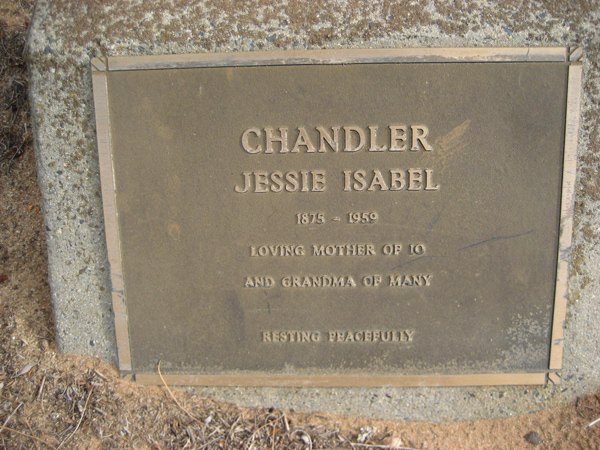 CHANDLER
JESSIE ISABEL
1875 - 1959
LOVING MOTHER OF 10
AND GRANDMA OF MANY
RESTING PEACEFULLY